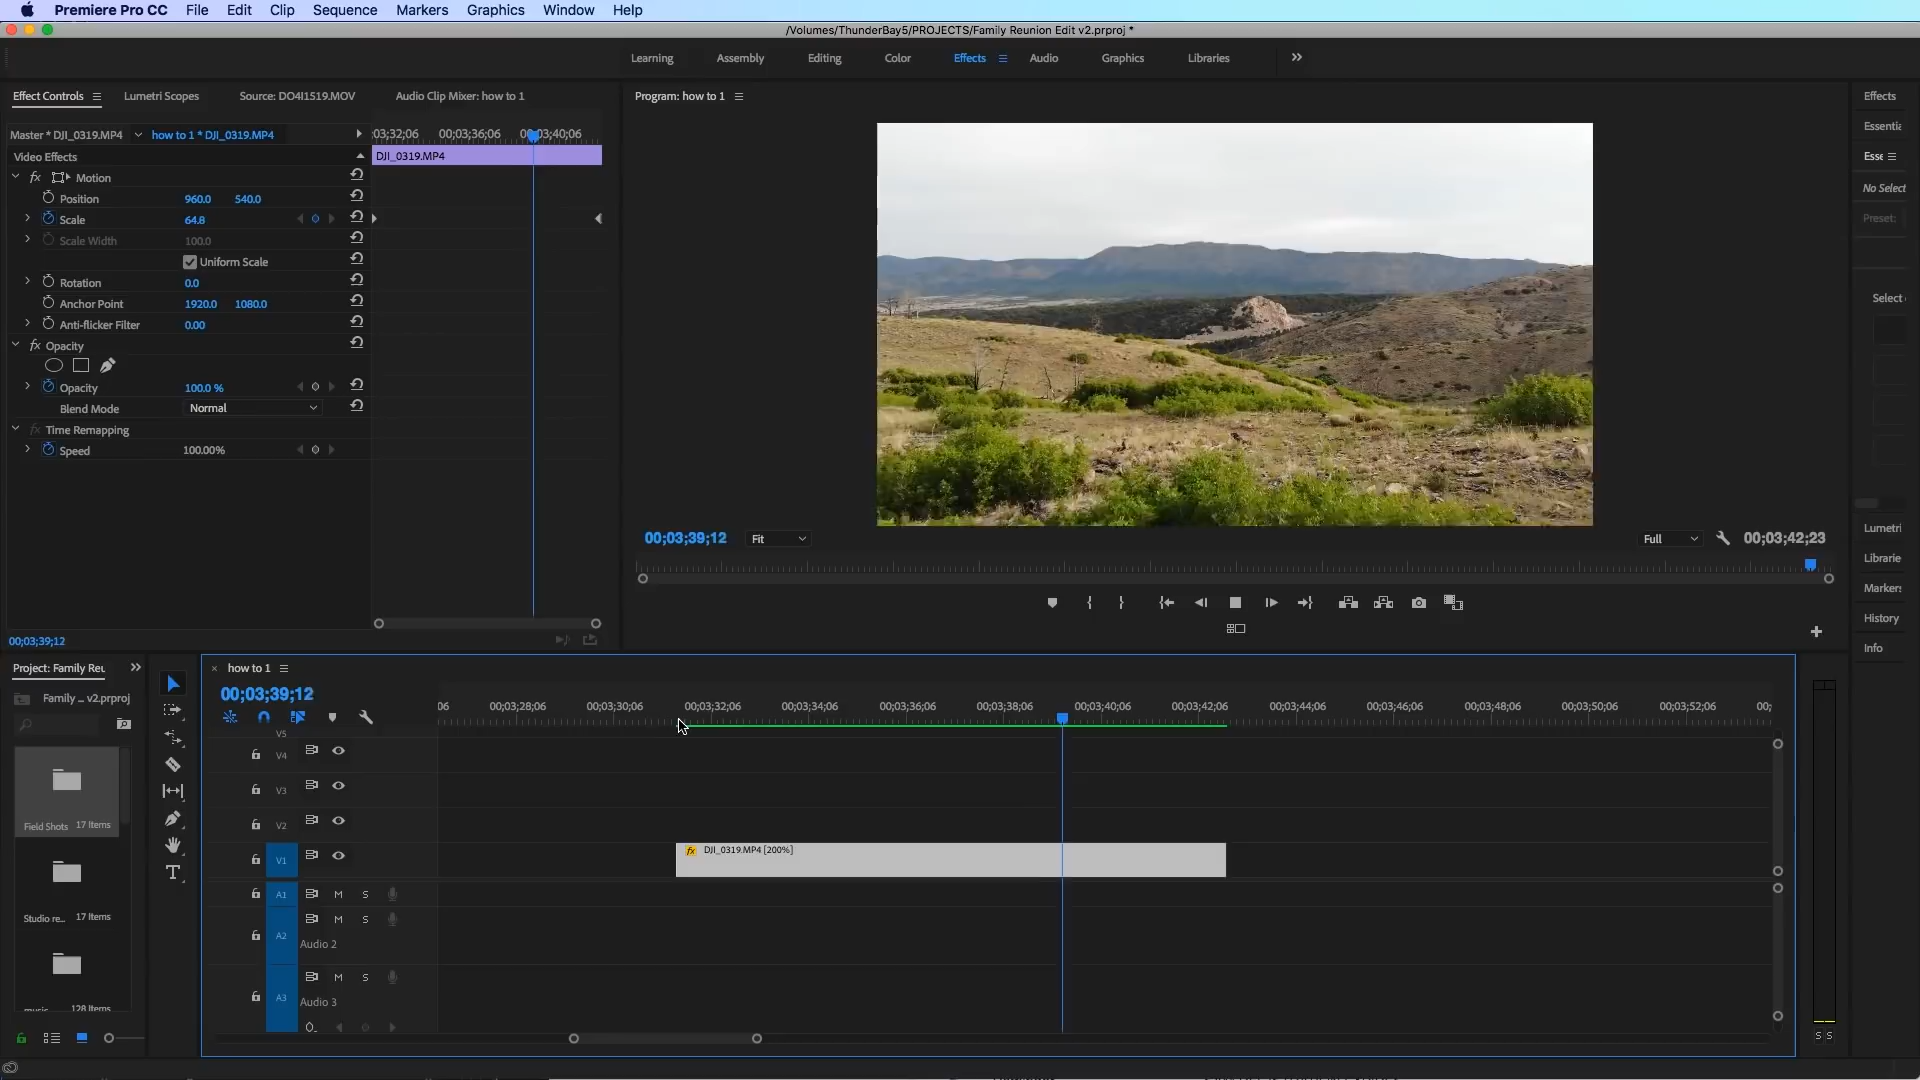 Premiere Pro CC File Edit Clip Sequence Markers Graphics Window Help
/Volumes/ThunderBay5/PROJECTS/Family Reunion Edit v2.prproj *
Learning Assembly Editing Color Effects Audio Graphics Libraries
Effect Controls Lumetri Scopes Source: DO4I1519.MOV Audio Clip Mixer: how to 1
Program: how to 1
Effects
Essentia
Esse
No Select
Preset:
Select
Master * DJI_0319.MP4 how to 1 * DJI_0319.MP4
;03;32;06 00;03;36;06 00;03;40;06
Video Effects
DJI_0319.MP4
fx Motion
Position 960.0 540.0
Scale 64.8
Scale Width 100.0
Uniform Scale
Rotation 0.0
Anchor Point 1920.0 1080.0
Anti-flicker Filter 0.00
fx Opacity
Opacity 100.0 %
Blend Mode Normal
fx Time Remapping
Speed 100.00%
00;03;39;12
00;03;39;12 Fit Full 00;03;42;23
Lumetri
Librarie
Markers
History
Info
Project: Family Reu
Family ... v2.prproj
Field Shots 17 Items
Studio re... 17 Items
music 128 Items
how to 1
00;03;39;12
06 00;03;28;06 00;03;30;06 00;03;32;06 00;03;34;06 00;03;36;06 00;03;38;06 00;03;40;06 00;03;42;06 00;03;44;06 00;03;46;06 00;03;48;06 00;03;50;06 00;03;52;06 00;
V5
V4
V3
V2
V1
fx DJI_0319.MP4 [200%]
A1 M S
A2 M S
Audio 2
A3 M S
Audio 3
T
S S